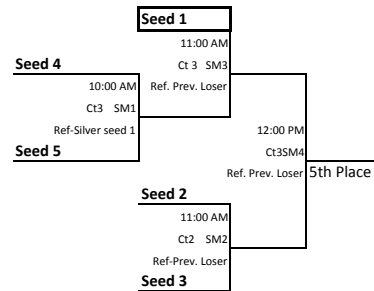 Seed 1
11:00 AM
Seed 4
Ct 3 SM3
10:00 AM
Ref. Prev. Loser
Ct3 SM1
Ref-Silver seed 1
12:00 PM
Seed 5
Ct3SM4
Ref. Prev. Loser
5th Place
Seed 2
11:00 AM
Ct2 SM2
Ref-Prev. Loser
Seed 3